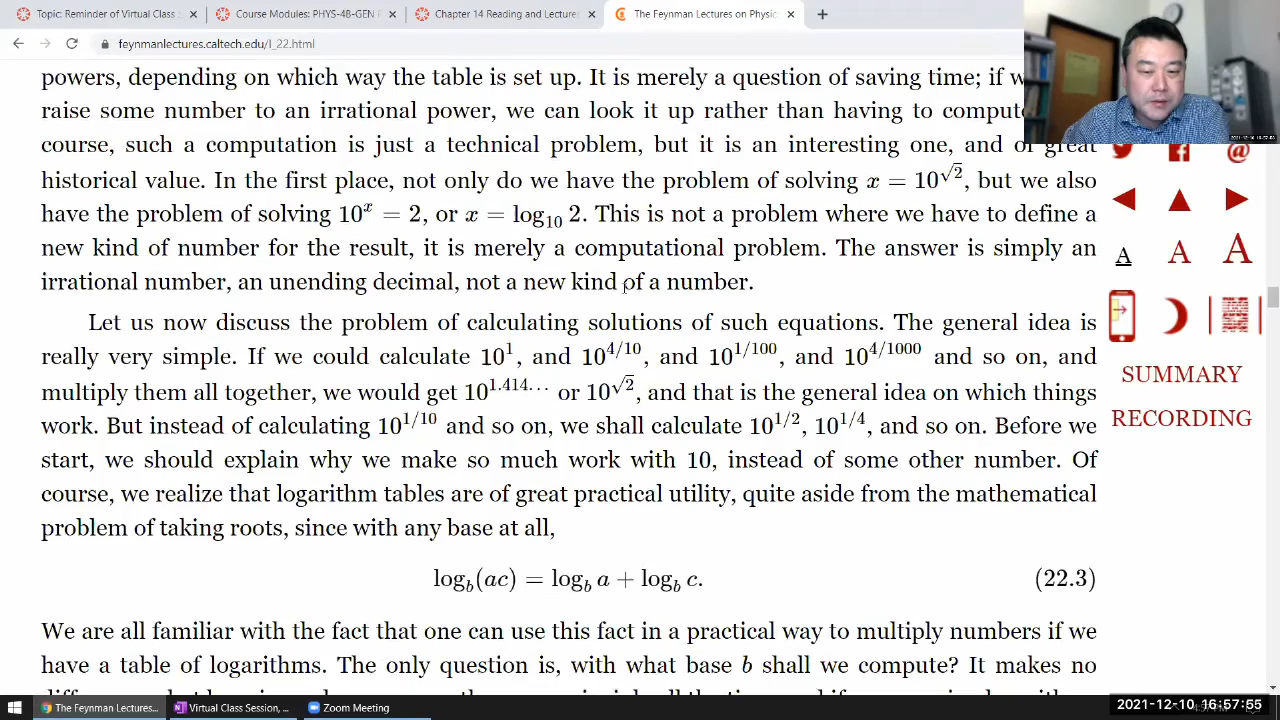 Topic: Reminder of Virtual Class
Course Modules: PHYS-4B-EEN F
Chapter 14 Reading and Lectures
The Feynman Lectures on Physic
feynmanlectures.caltech.edu/I_22.html
powers, depending on which way the table is set up. It is merely a question of saving time; if w
raise some number to an irrational power, we can look it up rather than having to compute
course, such a computation is just a technical problem, but it is an interesting one, and of great
historical value. In the first place, not only do we have the problem of solving x = 10^√2, but we also
have the problem of solving 10^x = 2, or x = log₁₀ 2. This is not a problem where we have to define a
new kind of number for the result, it is merely a computational problem. The answer is simply an
irrational number, an unending decimal, not a new kind of a number.
Let us now discuss the problem of calculating solutions of such equations. The general idea is
really very simple. If we could calculate 10^1, and 10^4/10, and 10^1/100, and 10^4/1000 and so on, and
multiply them all together, we would get 10^1.414… or 10^√2, and that is the general idea on which things
work. But instead of calculating 10^1/10 and so on, we shall calculate 10^1/2, 10^1/4, and so on. Before we
start, we should explain why we make so much work with 10, instead of some other number. Of
course, we realize that logarithm tables are of great practical utility, quite aside from the mathematical
problem of taking roots, since with any base at all,
log_b(ac) = log_b a + log_b c. (22.3)
We are all familiar with the fact that one can use this fact in a practical way to multiply numbers if we
have a table of logarithms. The only question is, with what base b shall we compute? It makes no
A A A
SUMMARY
RECORDING
The Feynman Lectures...
Virtual Class Session, ...
Zoom Meeting
2021-12-10 16:57:55
2021-12-10 16:57:55